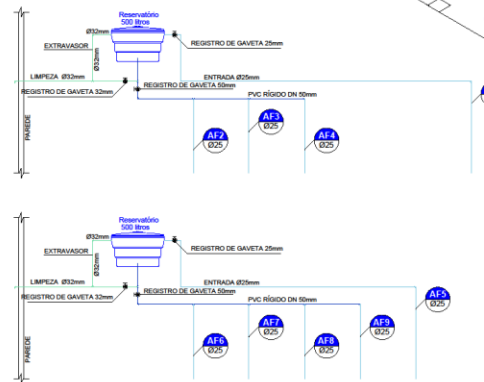 Reservatório
500 litros
Ø32mm
REGISTRO DE GAVETA 25mm
EXTRAVASOR
Ø32mm
LIMPEZA Ø32mm
ENTRADA Ø25mm
REGISTRO DE GAVETA 50mm
REGISTRO DE GAVETA 32mm
PVC RÍGIDO DN 50mm
PAREDE
AF2
Ø25
AF3
Ø25
AF4
Ø25
Reservatório
500 litros
Ø32mm
REGISTRO DE GAVETA 25mm
EXTRAVASOR
Ø32mm
LIMPEZA Ø32mm
ENTRADA Ø25mm
REGISTRO DE GAVETA 50mm
REGISTRO DE GAVETA 32mm
PVC RÍGIDO DN 50mm
PAREDE
AF5
Ø25
AF6
Ø25
AF7
Ø25
AF8
Ø25
AF9
Ø25